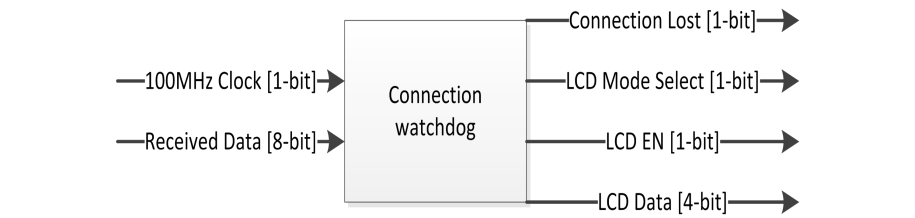 Connection Lost [1-bit]
100MHz Clock [1-bit]
LCD Mode Select [1-bit]
Connection
watchdog
Received Data [8-bit]
LCD EN [1-bit]
LCD Data [4-bit]